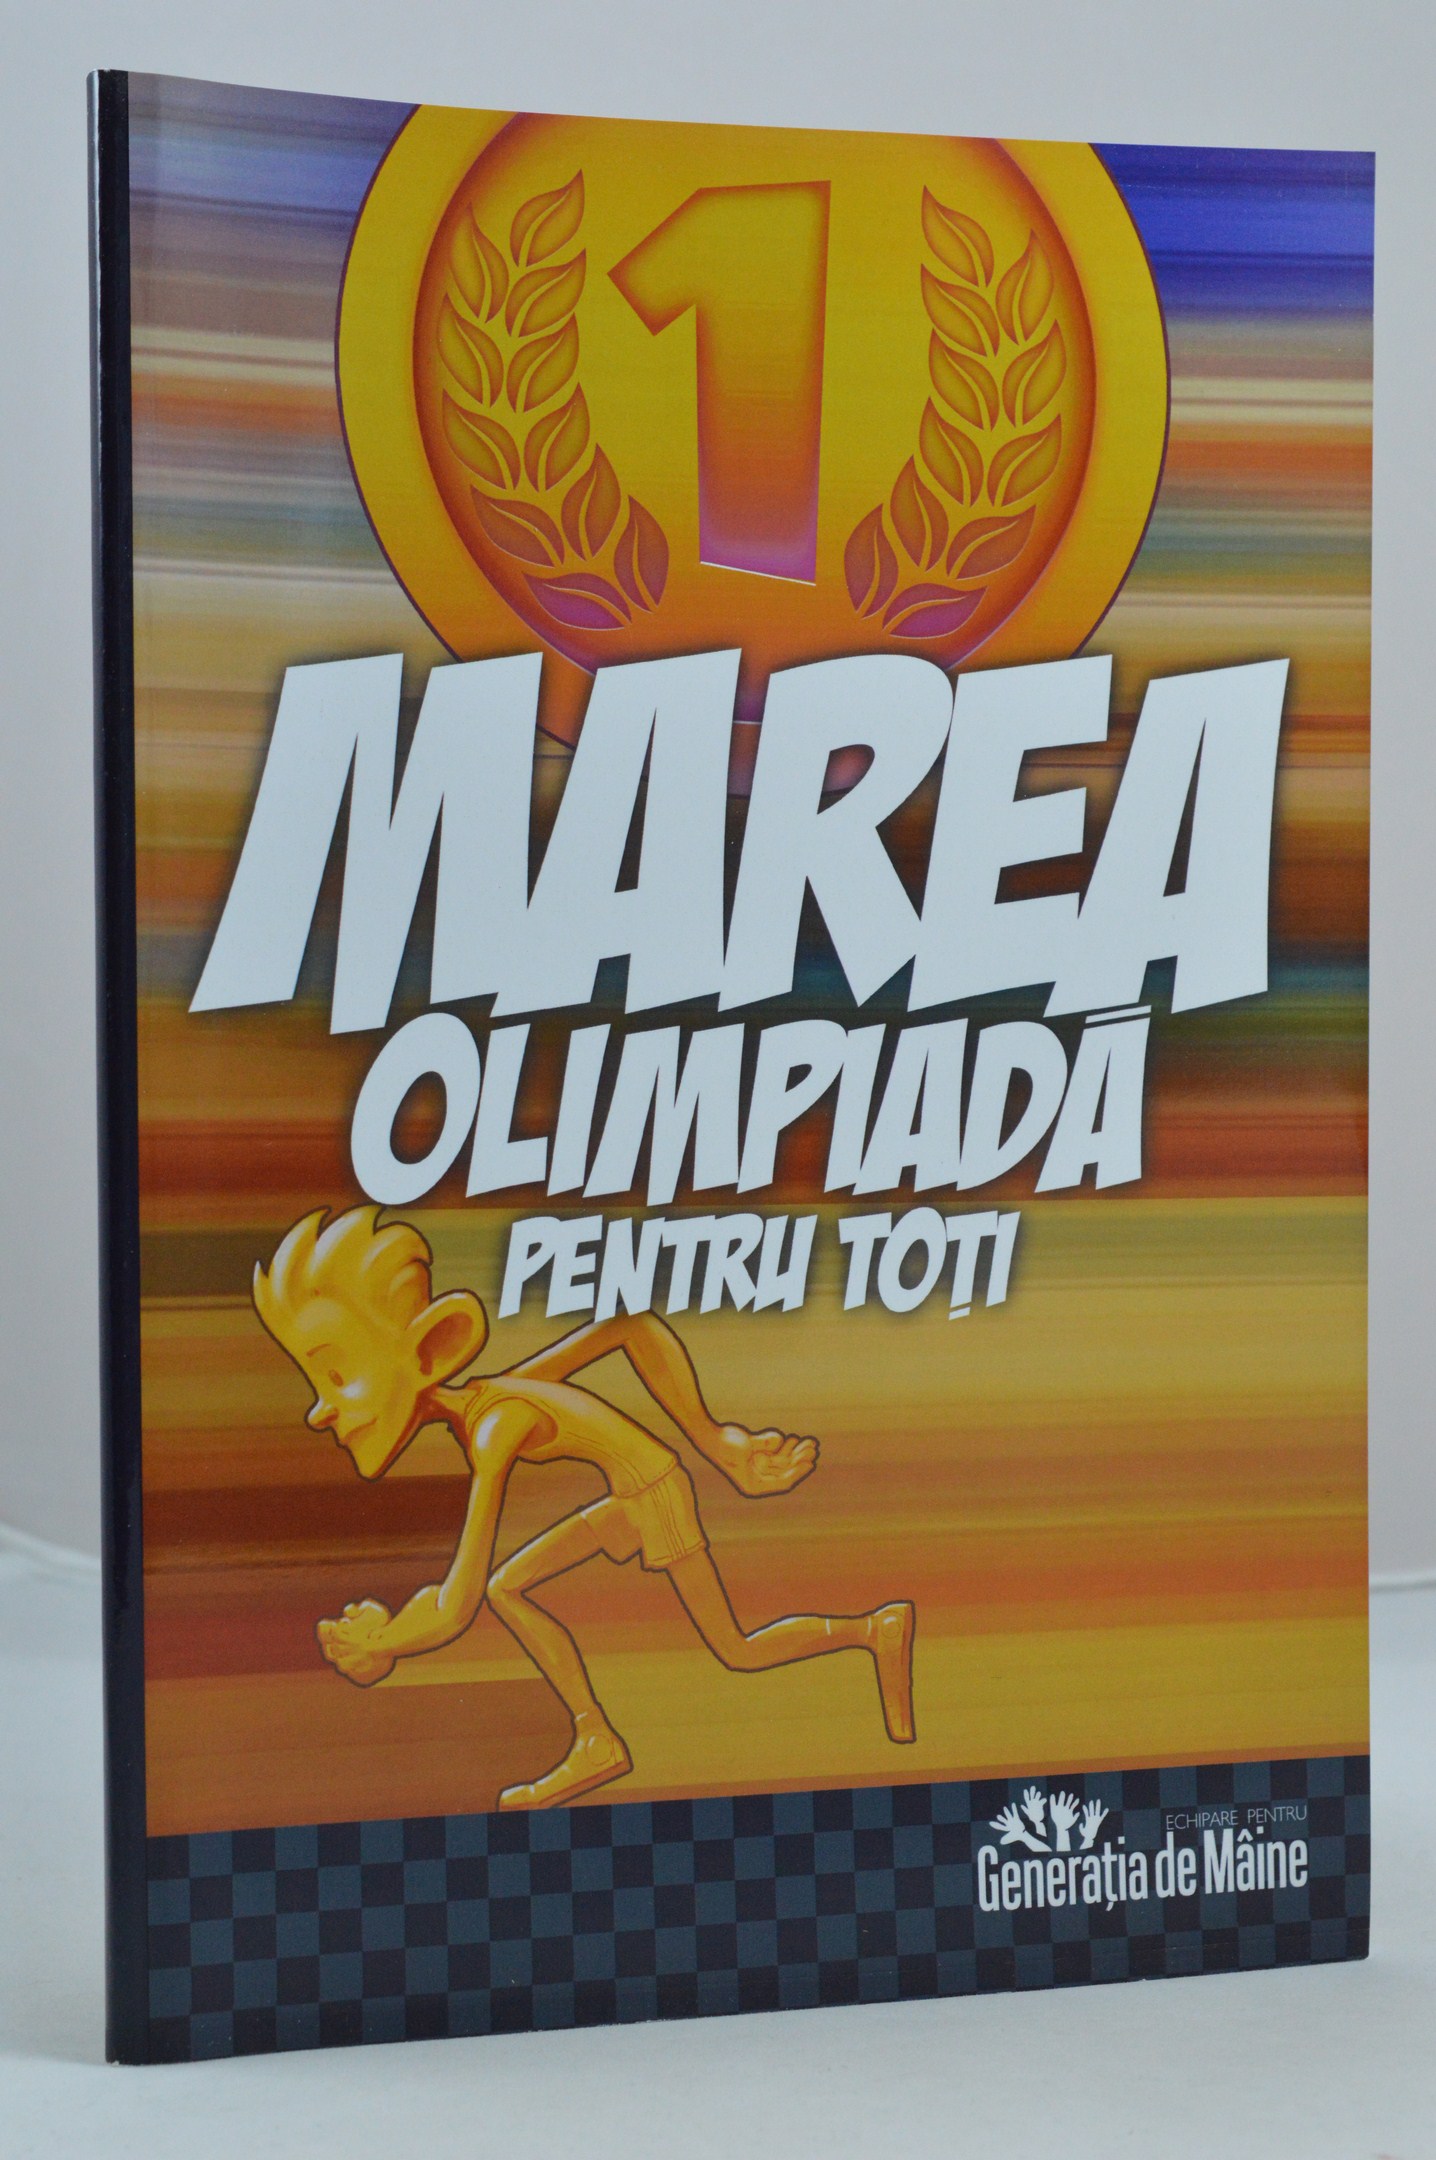 1
MAREA
OLIMPIADĂ
PENTRU TOȚI
ECHIPARE PENTRU
Generația de Mâine